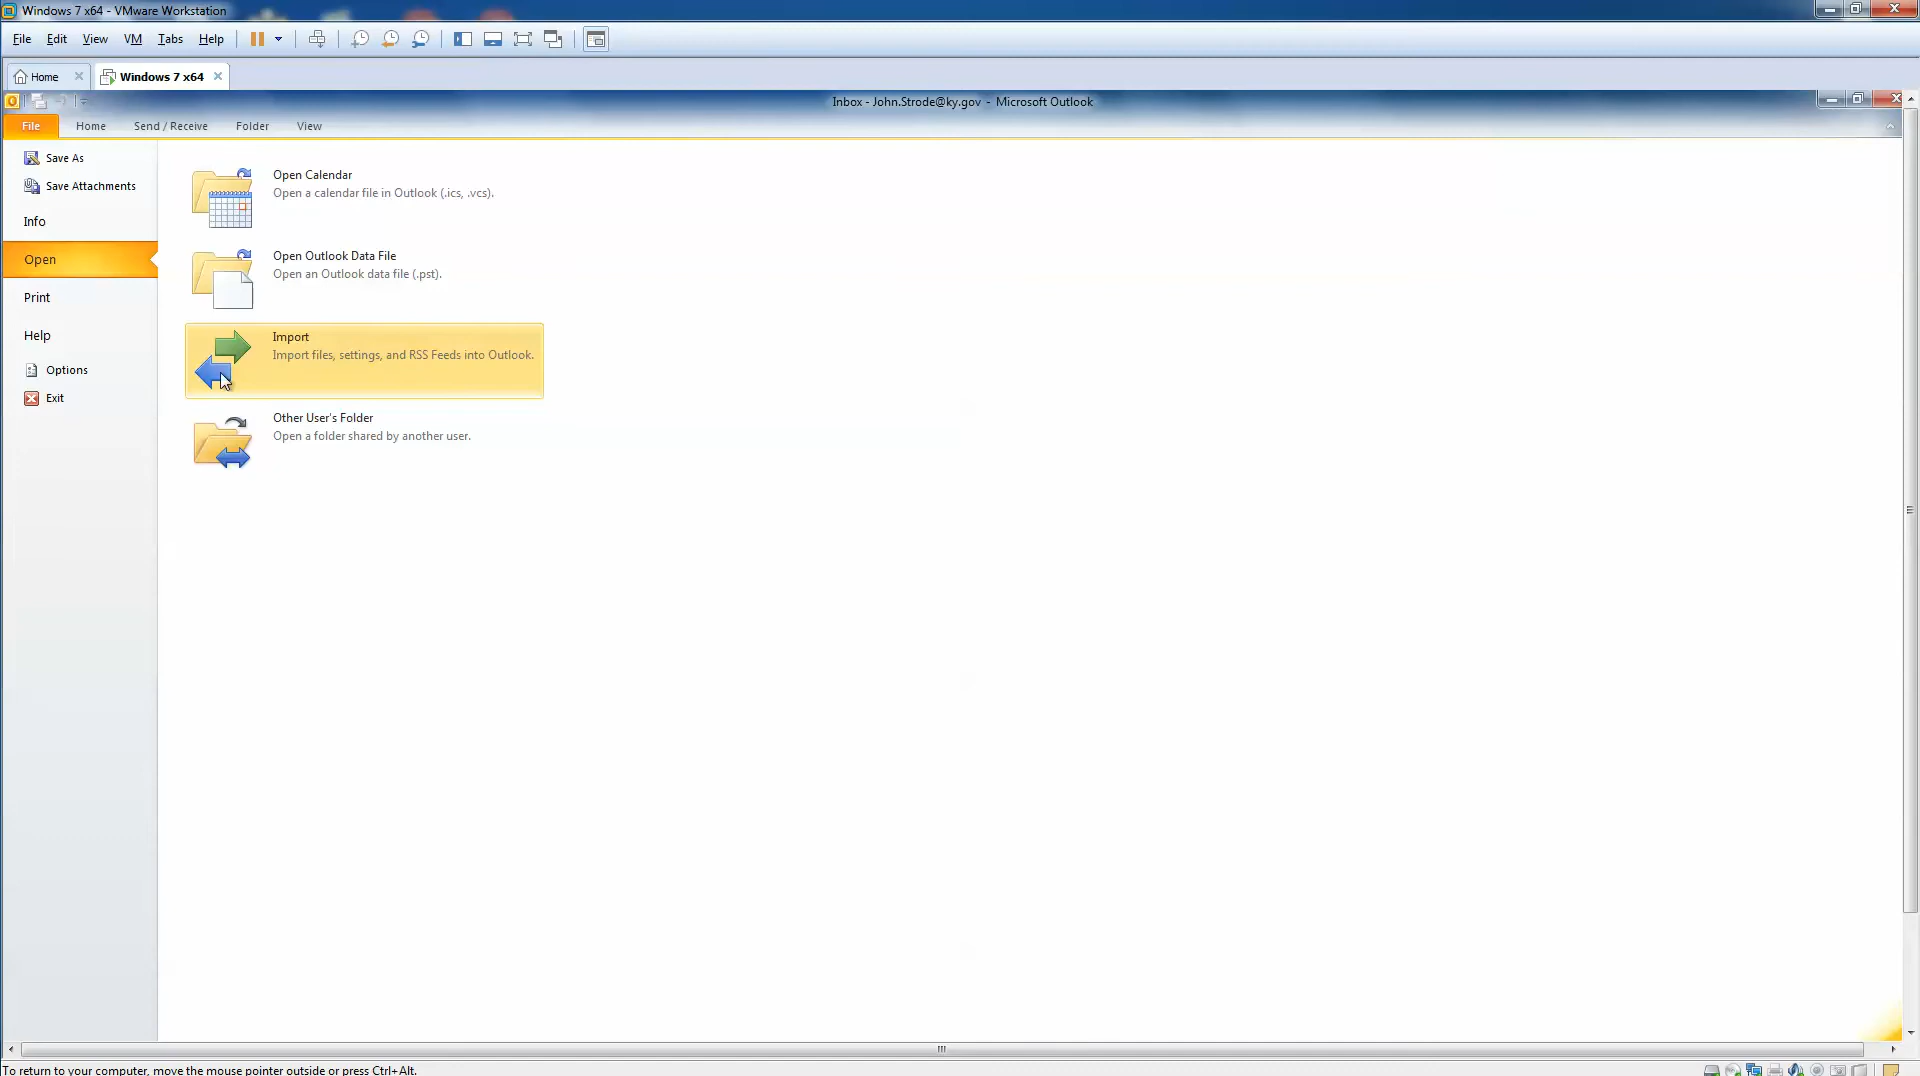 Windows 7 x64 - VMware Workstation
File Edit View VM Tabs Help
Home Windows 7 x64
Inbox - John.Strode@ky.gov - Microsoft Outlook
File Home Send / Receive Folder View
Save As
Save Attachments
Info
Open
Print
Help
Options
Exit
Open Calendar
Open a calendar file in Outlook (.ics, .vcs).
Open Outlook Data File
Open an Outlook data file (.pst).
Import
Import files, settings, and RSS Feeds into Outlook.
Other User's Folder
Open a folder shared by another user.
To return to your computer, move the mouse pointer outside or press Ctrl+Alt.